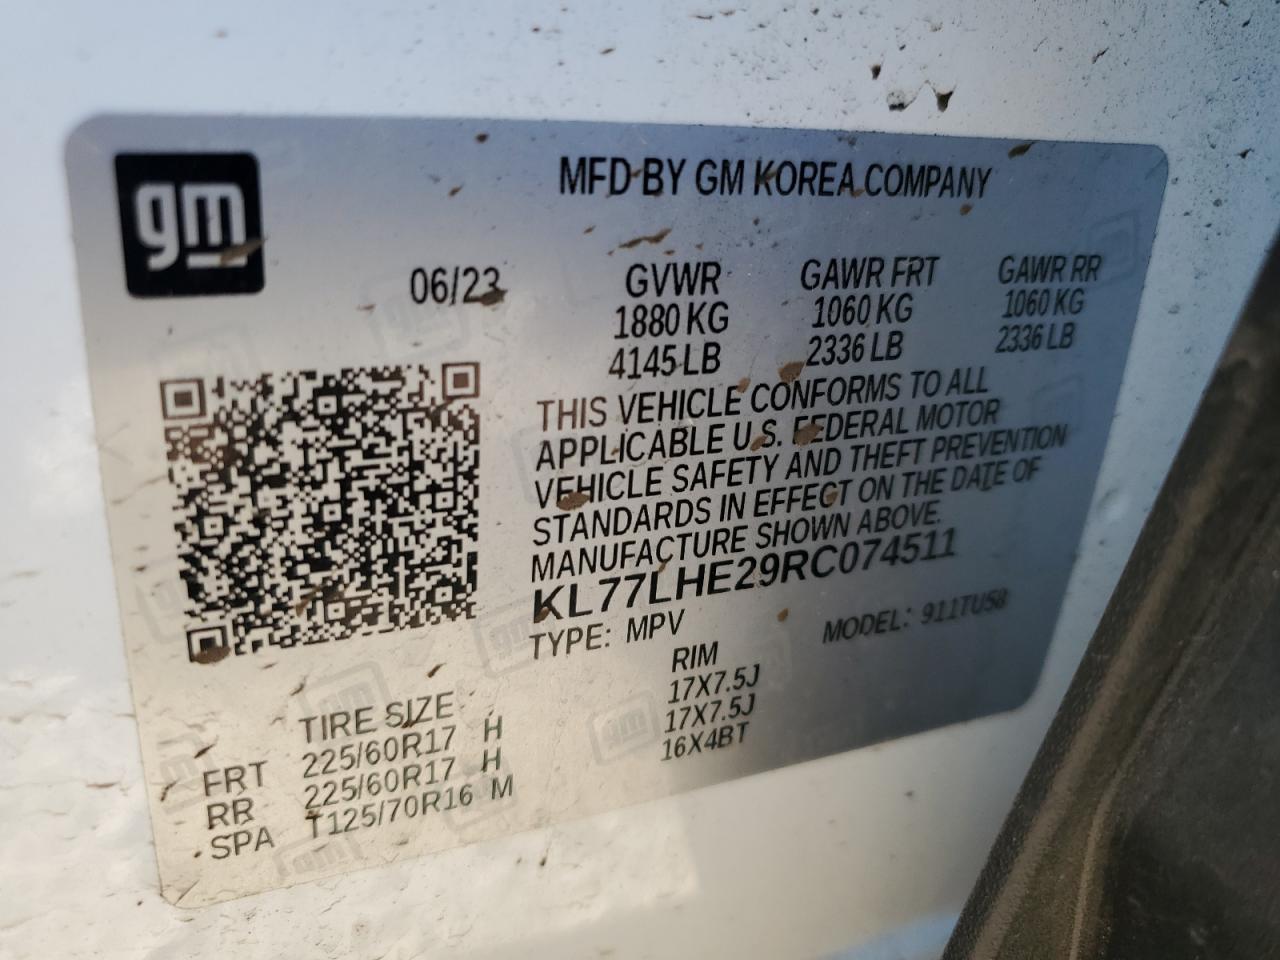 gm
MFD BY GM KOREA COMPANY
06/23 GVWR GAWR FRT GAWR RR
1880 KG 1060 KG 1060 KG
4145 LB 2336 LB 2336 LB
THIS VEHICLE CONFORMS TO ALL
APPLICABLE U.S. FEDERAL MOTOR
VEHICLE SAFETY AND THEFT PREVENTION
STANDARDS IN EFFECT ON THE DATE OF
MANUFACTURE SHOWN ABOVE.
KL77LHE29RC074511
TYPE: MPV MODEL: 911TU58
TIRE SIZE RIM
FRT 225/60R17 H 17X7.5J
RR 225/60R17 H 17X7.5J
SPA T125/70R16 M 16X4BT